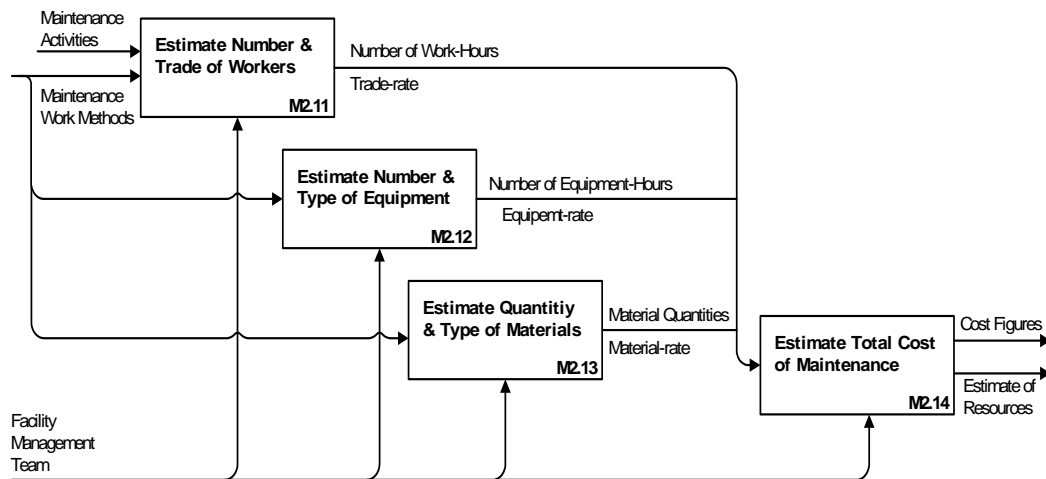 Maintenance
Activities
Estimate Number &
Trade of Workers
M2.11
Number of Work-Hours
Trade-rate
Maintenance
Work Methods
Estimate Number &
Type of Equipment
M2.12
Number of Equipment-Hours
Equipemt-rate
Estimate Quantitiy
& Type of Materials
M2.13
Material Quantities
Material-rate
Estimate Total Cost
of Maintenance
M2.14
Cost Figures
Estimate of
Resources
Facility
Management
Team